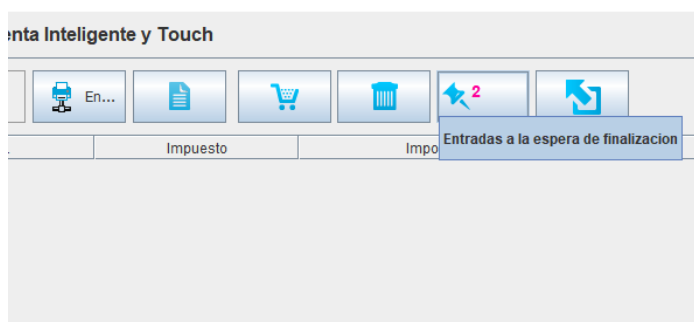 enta Inteligente y Touch
En...
2
Entradas a la espera de finalizacion
Impuesto
Impo